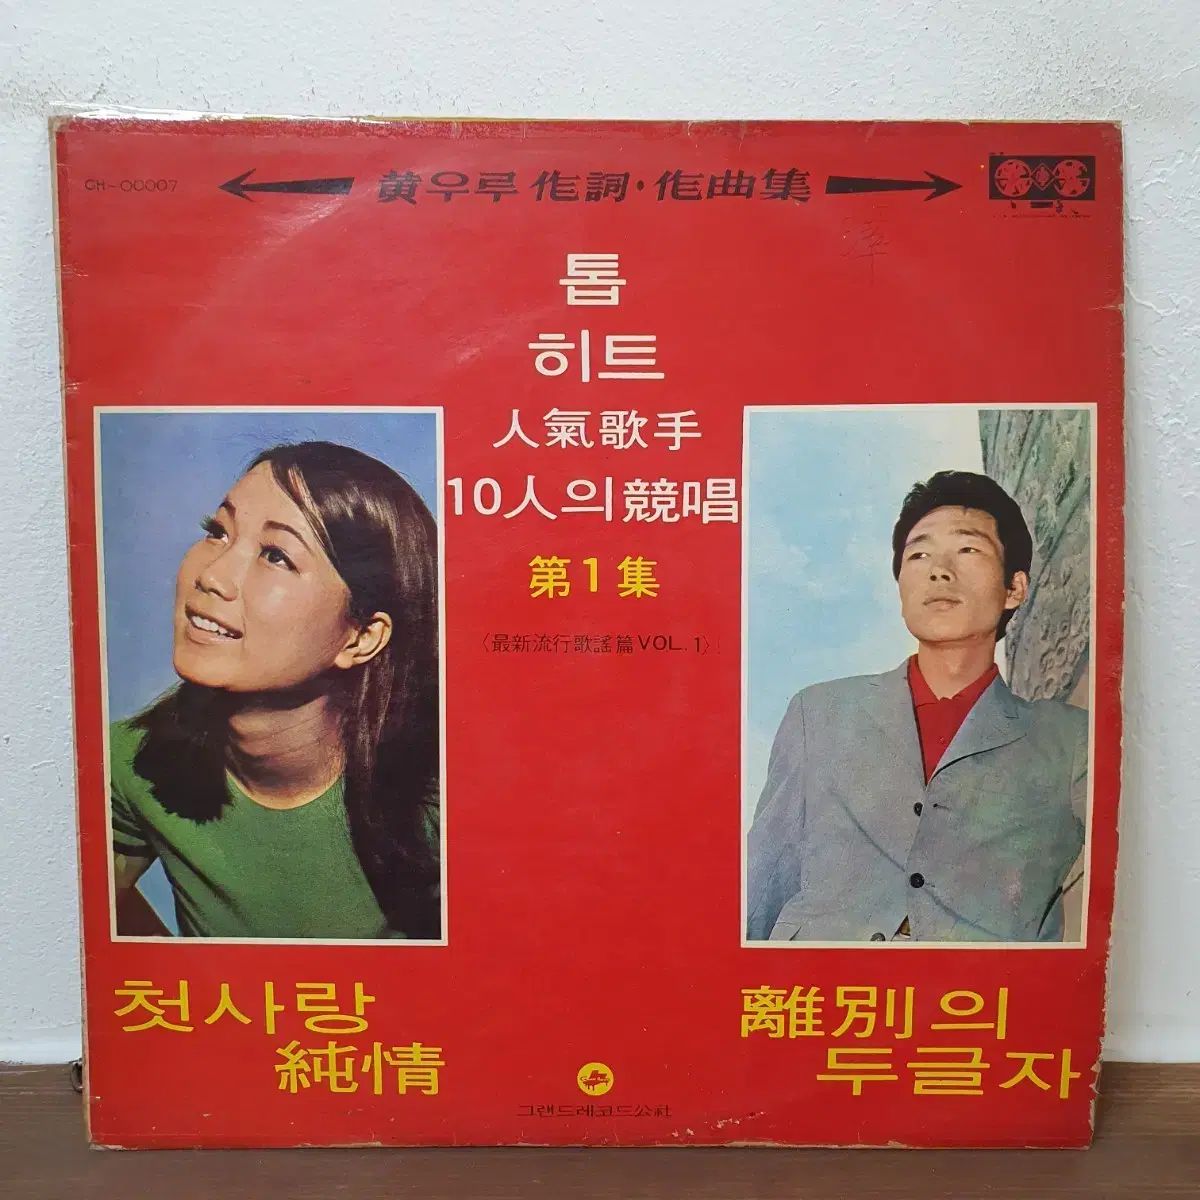 GH-00007
黄우루 作詞·作曲集
톱
히트
人氣歌手
10人의 競唱
第1集
〈最新流行歌謠篇 VOL.1〉!
첫사랑
純情
離別의
두글자
그랜드레코드公社